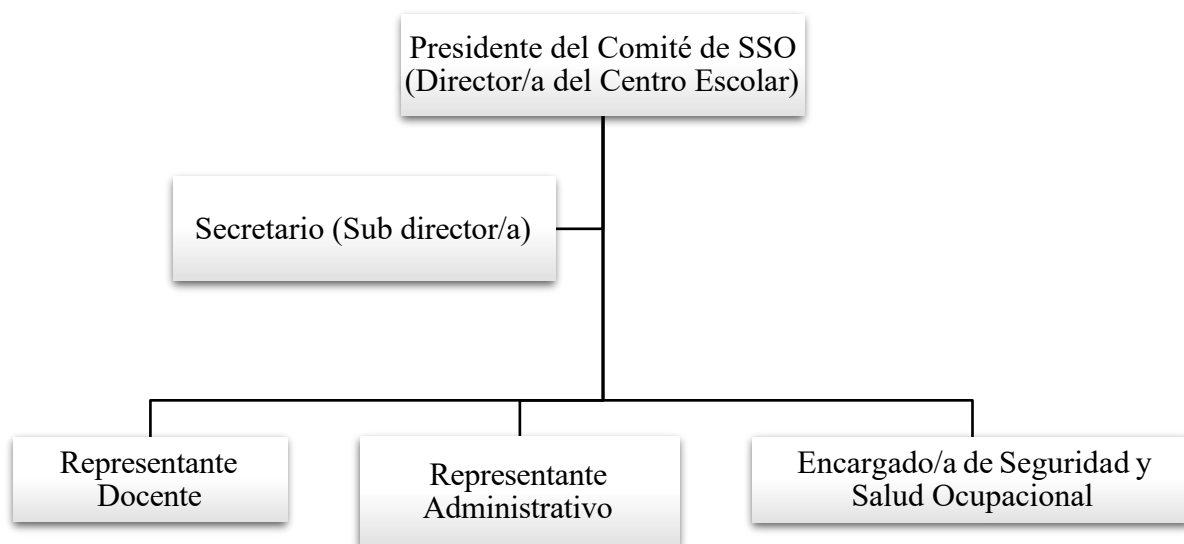 Presidente del Comité de SSO
(Director/a del Centro Escolar)
Secretario (Sub director/a)
Representante
Docente
Representante
Administrativo
Encargado/a de Seguridad y
Salud Ocupacional